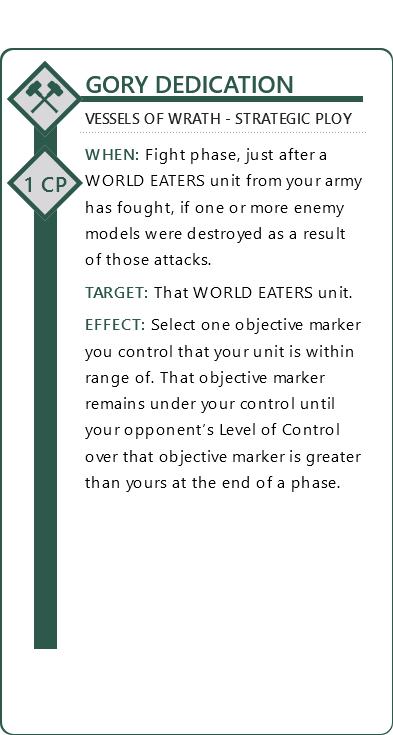 GORY DEDICATION
VESSELS OF WRATH - STRATEGIC PLOY
1 CP
WHEN: Fight phase, just after a
WORLD EATERS unit from your army
has fought, if one or more enemy
models were destroyed as a result
of those attacks.
TARGET: That WORLD EATERS unit.
EFFECT: Select one objective marker
you control that your unit is within
range of. That objective marker
remains under your control until
your opponent’s Level of Control
over that objective marker is greater
than yours at the end of a phase.